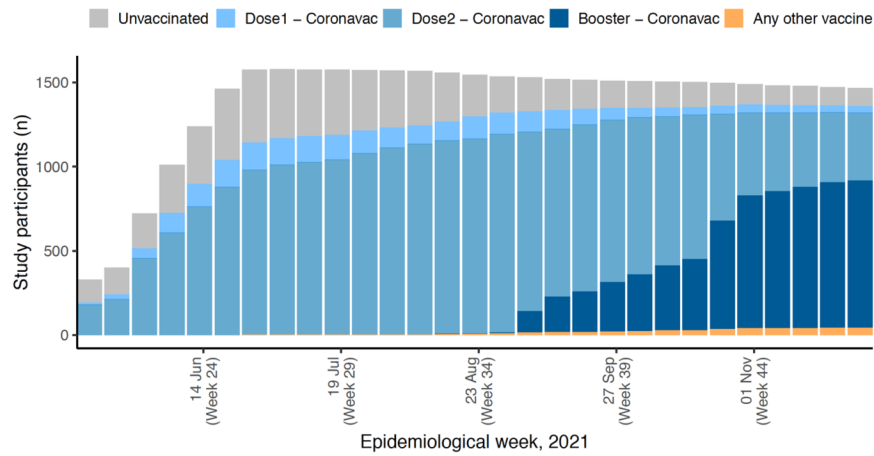 Unvaccinated Dose1 − Coronavac Dose2 − Coronavac Booster − Coronavac Any other vaccine
Study participants (n)
1500
1000
500
0
14 Jun
(Week 24)
19 Jul
(Week 29)
23 Aug
(Week 34)
27 Sep
(Week 39)
01 Nov
(Week 44)
Epidemiological week, 2021